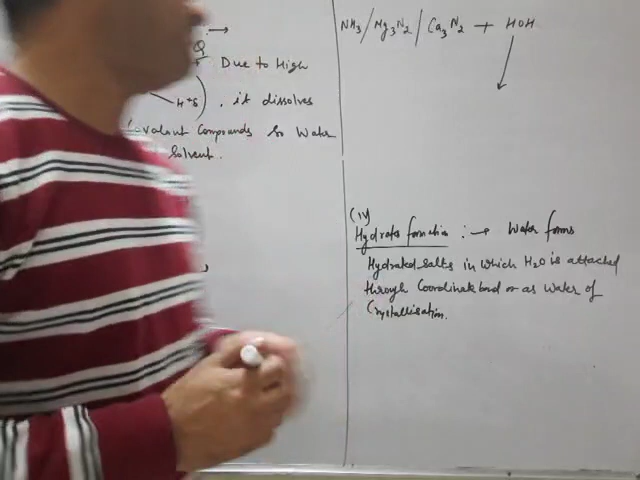 Q
Due to High
H+δ), it dissolves
Covalent Compounds So Water
Solvent.
NH3/Mg3N2/Ca3N2 + HOH
(iv)
Hydrate formation :→ Water forms
Hydrated salts in which H2O is attached
through Coordinate bond or as Water of
Crystallisation.